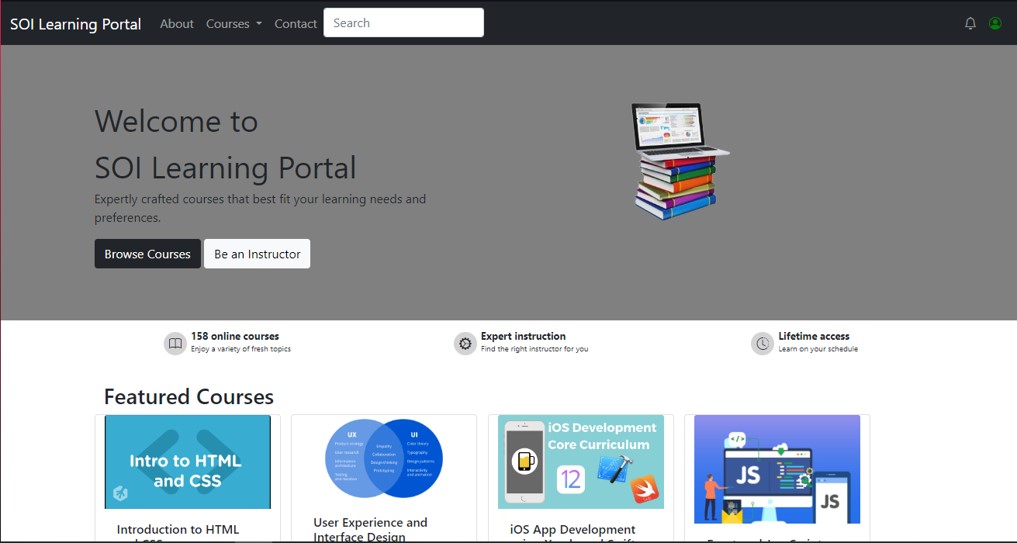 SOI Learning Portal
About
Courses
Contact
Search
Welcome to
SOI Learning Portal
Expertly crafted courses that best fit your learning needs and
preferences.
Browse Courses
Be an Instructor
158 online courses
Enjoy a variety of fresh topics
Expert instruction
Find the right instructor for you
Lifetime access
Learn on your schedule
Featured Courses
Intro to HTML
and CSS
Introduction to HTML
UX
UI
User Experience and
Interface Design
iOS Development
Core Curriculum
12
iOS App Development
JS
JS